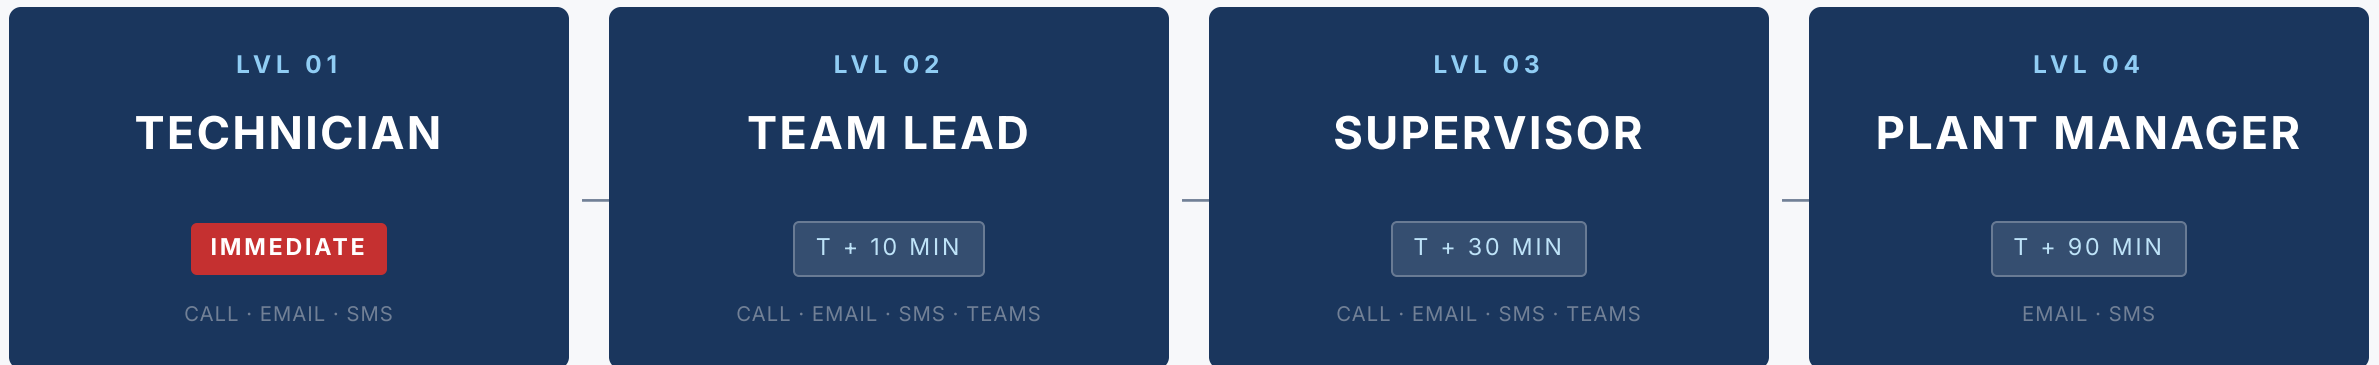 LVL 01
TECHNICIAN
IMMEDIATE
CALL · EMAIL · SMS
LVL 02
TEAM LEAD
T + 10 MIN
CALL · EMAIL · SMS · TEAMS
LVL 03
SUPERVISOR
T + 30 MIN
CALL · EMAIL · SMS · TEAMS
LVL 04
PLANT MANAGER
T + 90 MIN
EMAIL · SMS